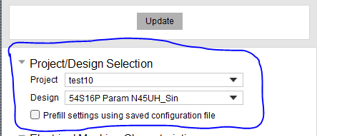 Update
Project/Design Selection
Project test10
Design 54S16P Param N45UH_Sin
Prefill settings using saved configuration file